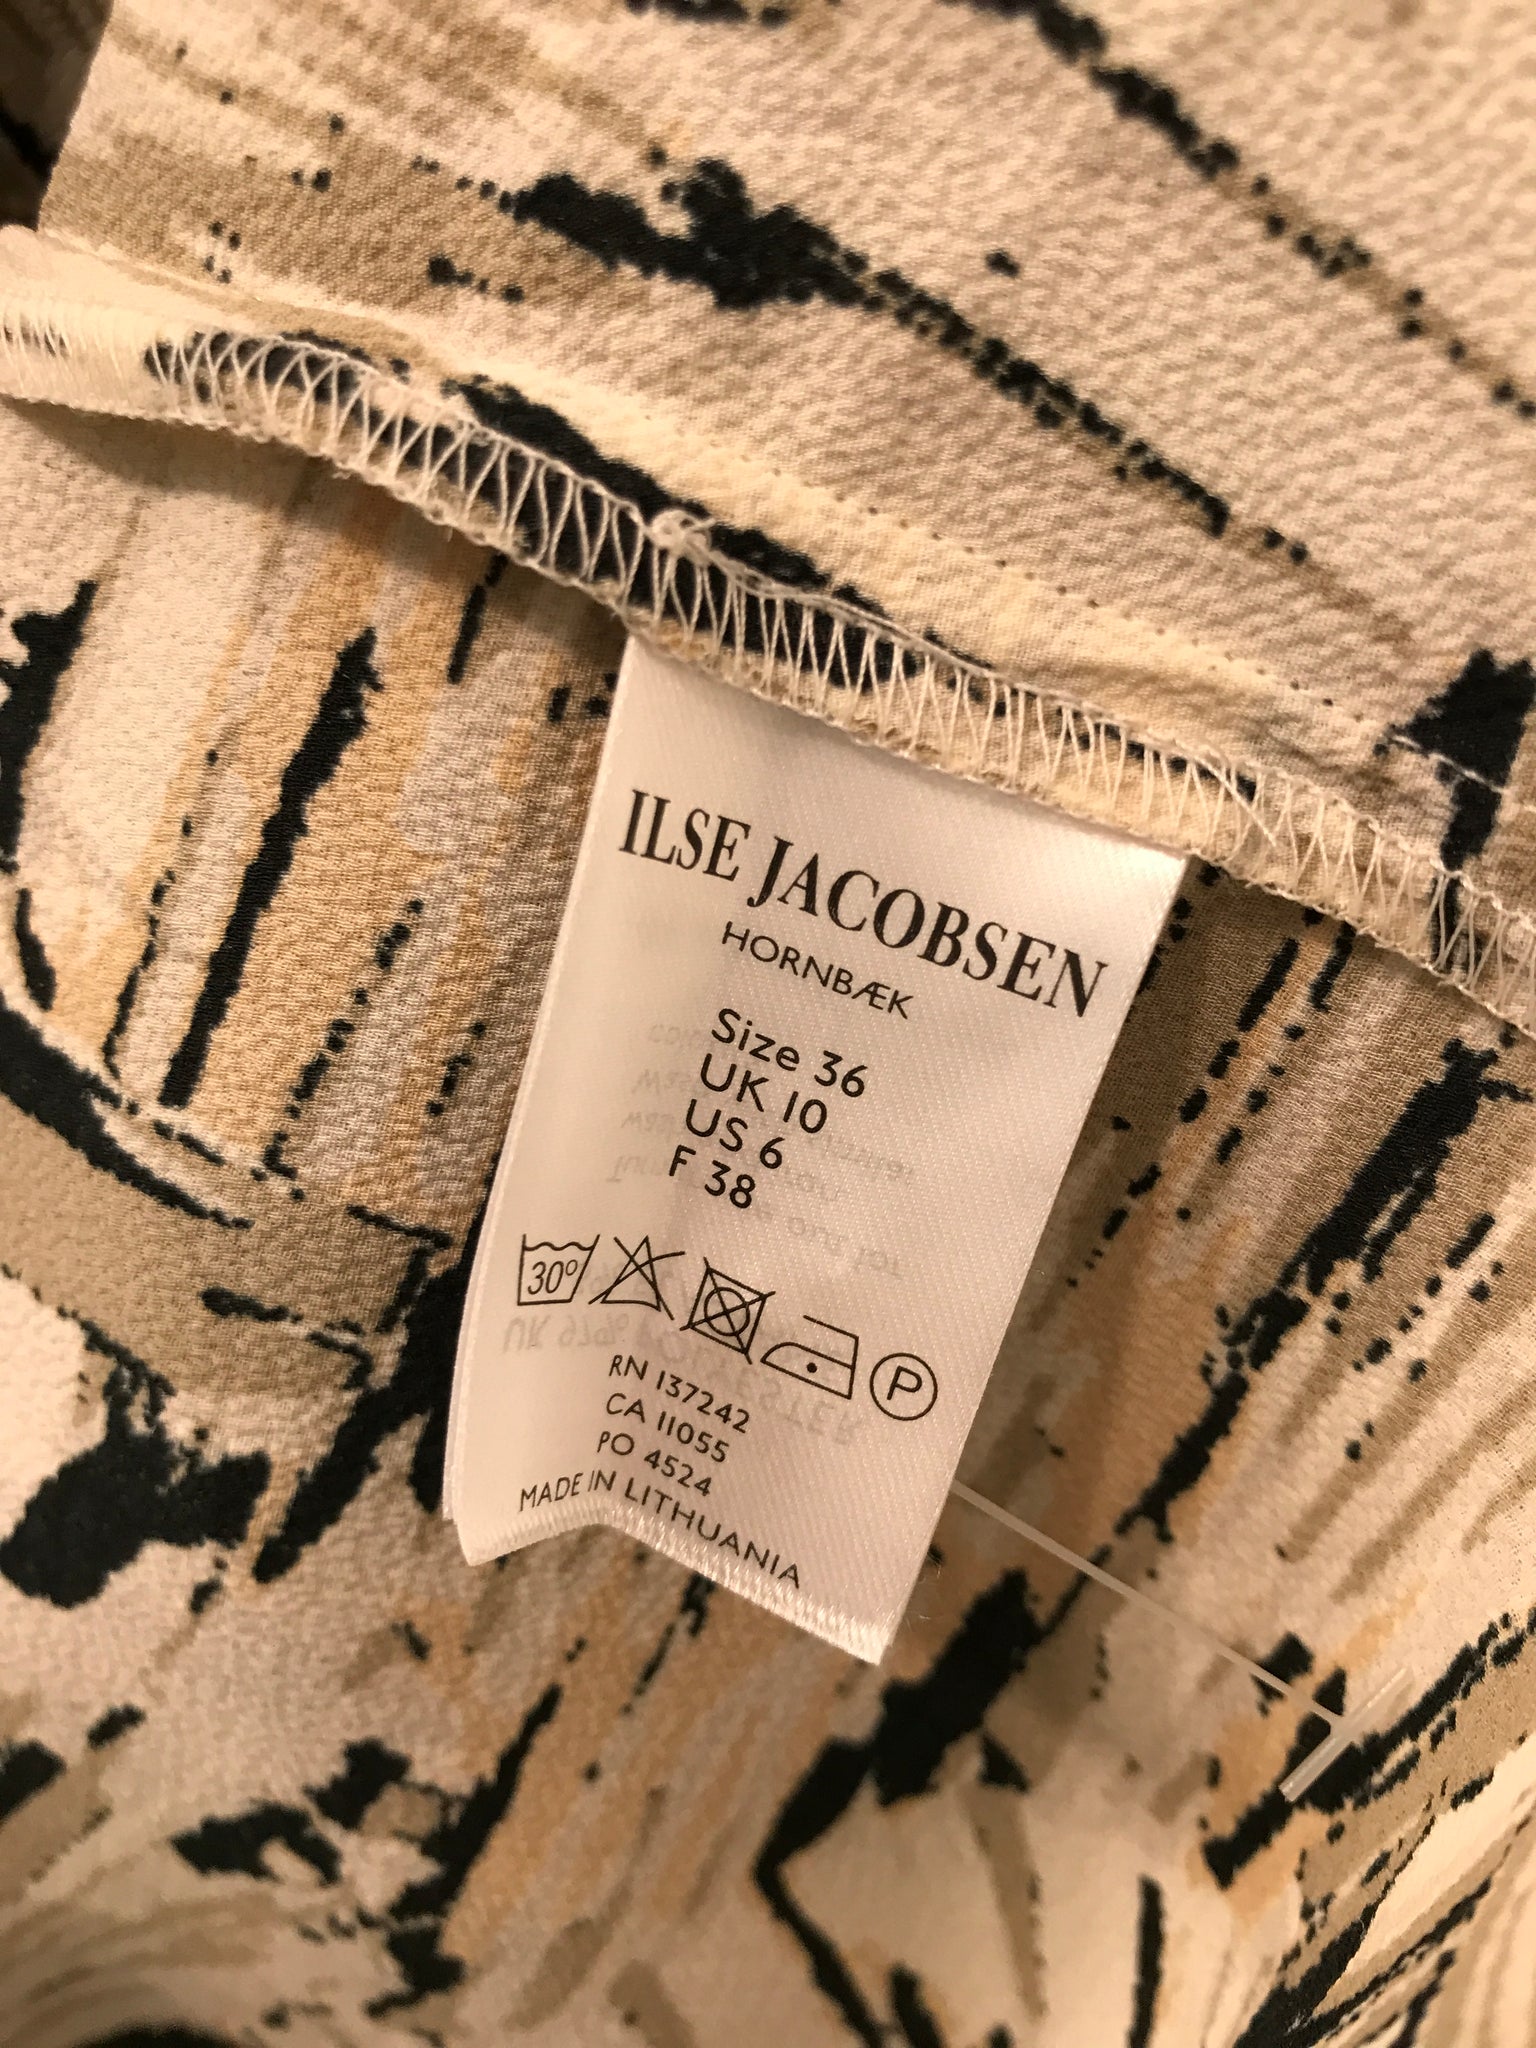 ILSE JACOBSEN
HORNBÆK
Size 36
UK 10
US 6
F 38
30°
P
RN 137242
CA 11055
PO 4524
MADE IN LITHUANIA